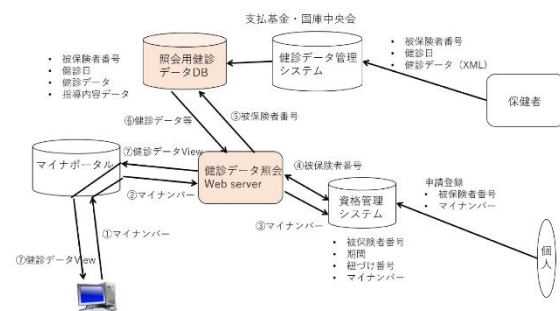 支払基金・国庫中央会
・ 被保険者番号
・ 健診日
・ 健診データ
・ 指導内容データ
照会用健診
データDB
健診データ管理
システム
・ 被保険者番号
・ 健診日
・ 健診データ（XML）
保健者
⑥健診データ等
⑤被保険者番号
⑦健診データView
マイナポータル
②マイナンバー
健診データ照会
Web server
④被保険者番号
③マイナンバー
資格管理
システム
申請登録
・ 被保険者番号
・ マイナンバー
個人
①マイナンバー
⑦健診データView
・ 被保険者番号
・ 期間
・ 紐づけ番号
・ マイナンバー